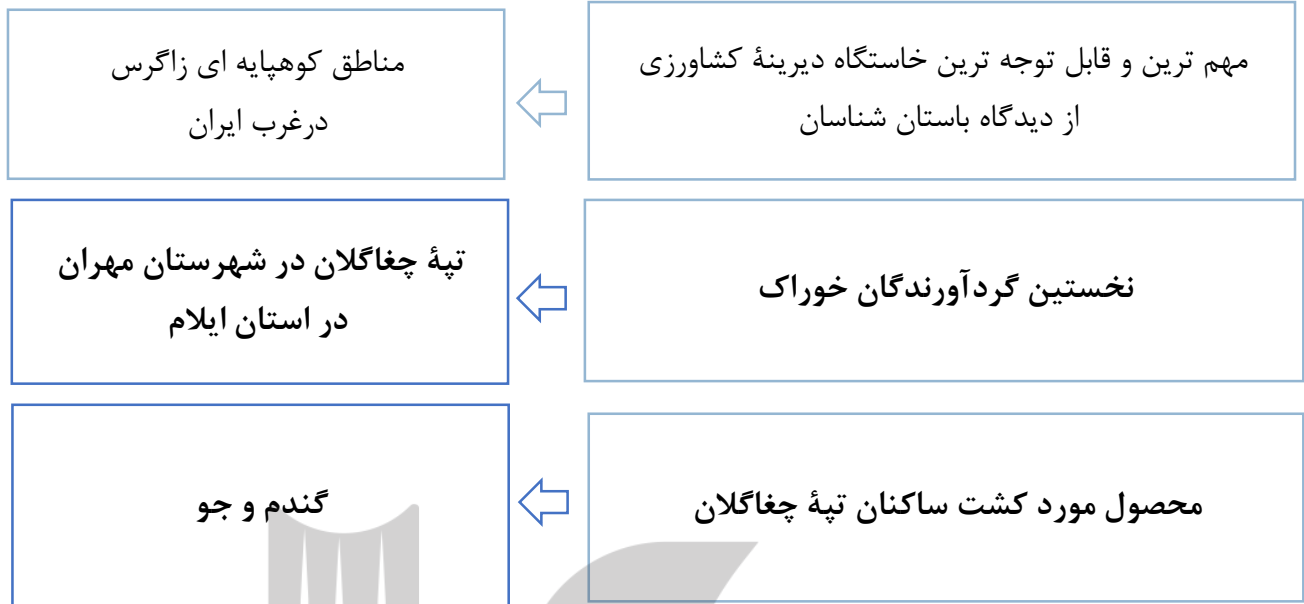 مهم ترین و قابل توجه ترین خاستگاه دیرینهٔ کشاورزی
از دیدگاه باستان شناسان
مناطق کوهپایه ای زاگرس
درغرب ایران
نخستین گردآورندگان خوراک
تپهٔ چغاگلان در شهرستان مهران
در استان ایلام
محصول مورد کشت ساکنان تپهٔ چغاگلان
گندم و جو